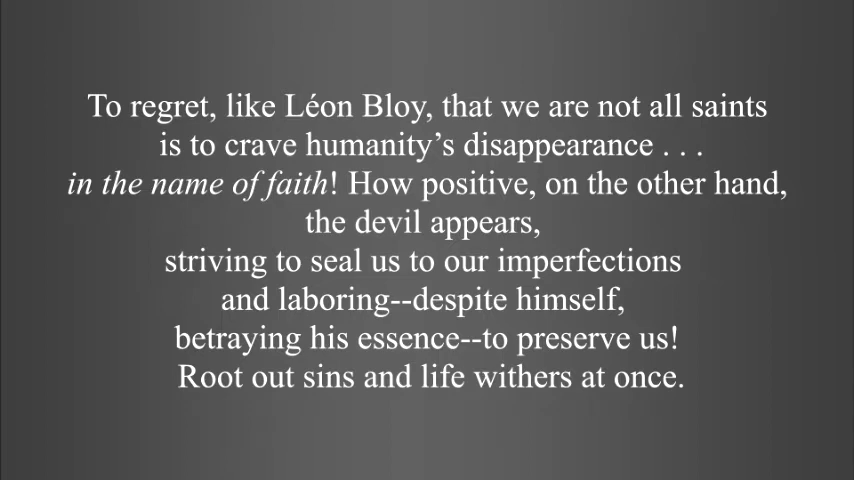 To regret, like Léon Bloy, that we are not all saints
is to crave humanity’s disappearance . . .
in the name of faith! How positive, on the other hand,
the devil appears,
striving to seal us to our imperfections
and laboring--despite himself,
betraying his essence--to preserve us!
Root out sins and life withers at once.